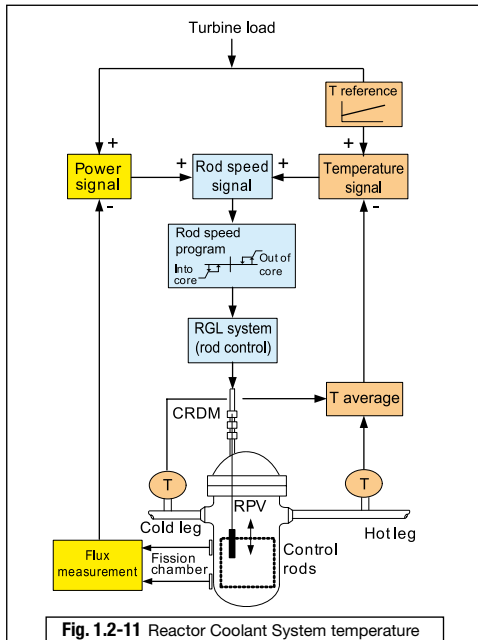 Turbine load
T reference
+
+
Power
signal
+
Rod speed
signal
+
Temperature
signal
-
-
Rod speed
program
Into
core
Out of
core
RGL system
(rod control)
CRDM
T average
T
T
RPV
Cold leg
Hot leg
Flux
measurement
Fission
chamber
Control
rods
Fig. 1.2-11 Reactor Coolant System temperature